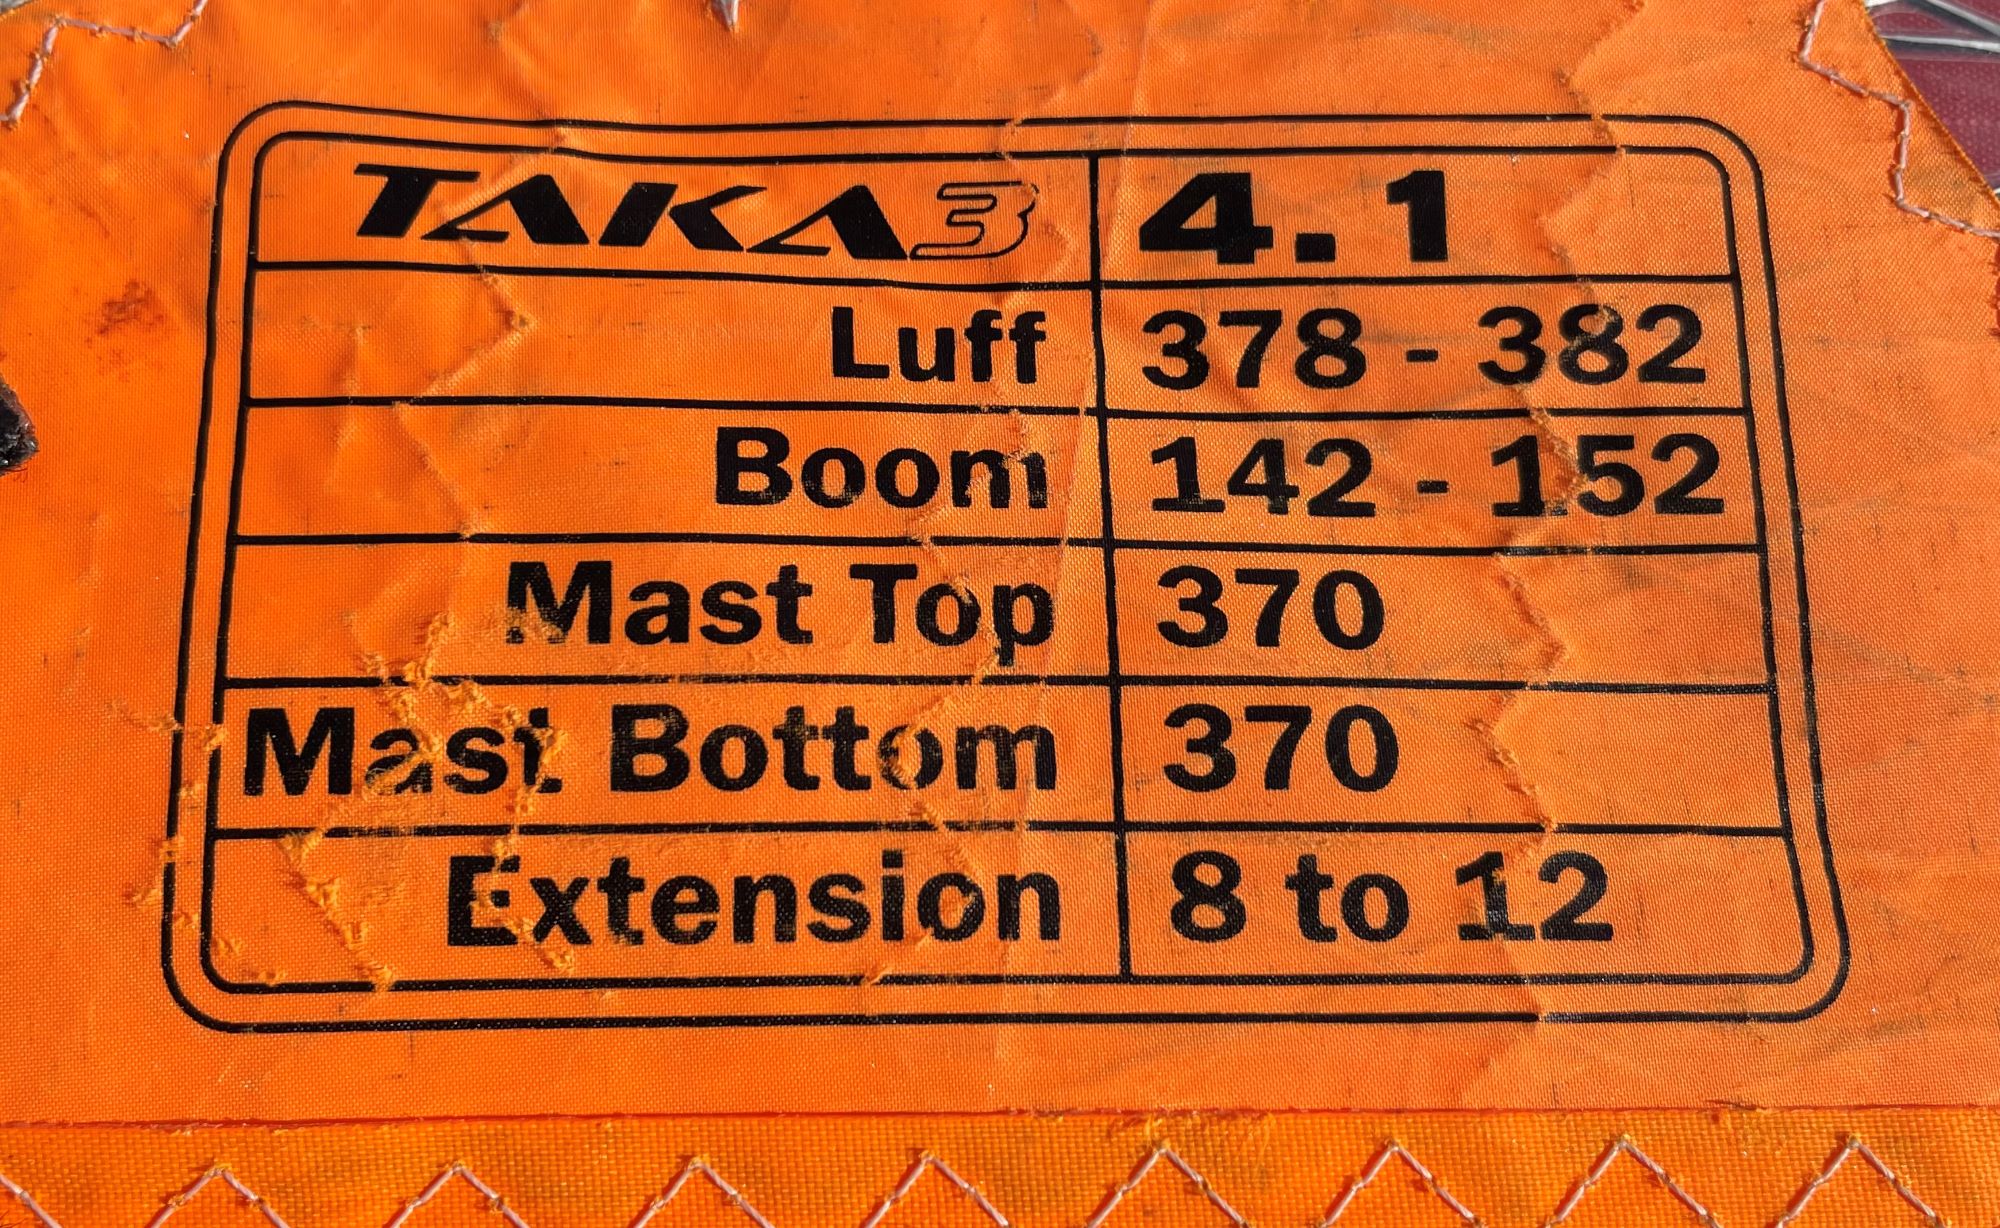 TAKA3 4.1
Luff 378 - 382
Boom 142 - 152
Mast Top 370
Mast Bottom 370
Extension 8 to 12